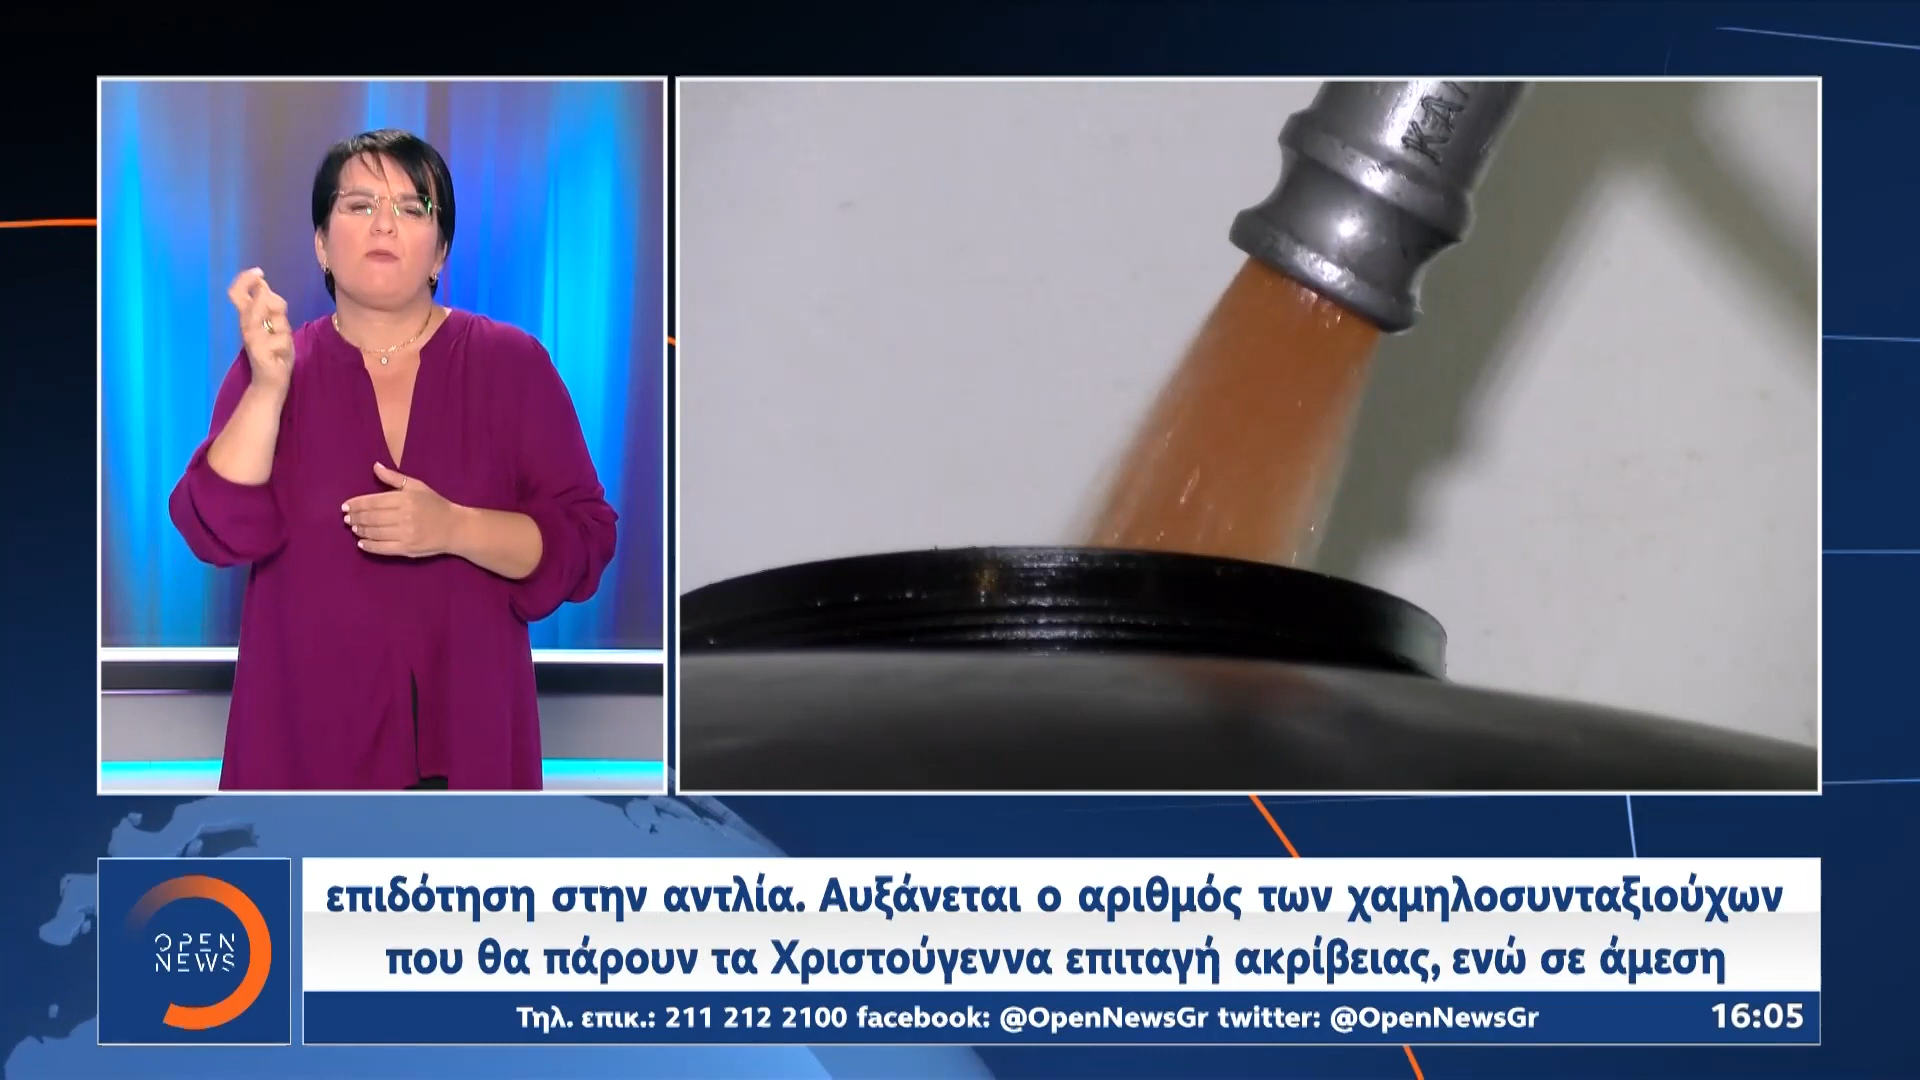 επιδότηση στην αντλία. Αυξάνεται ο αριθμός των χαμηλοσυνταξιούχων
που θα πάρουν τα Χριστούγεννα επιταγή ακρίβειας, ενώ σε άμεση
OPEN
NEWS
Τηλ. επικ.: 211 212 2100 facebook: @OpenNewsGr twitter: @OpenNewsGr
16:05